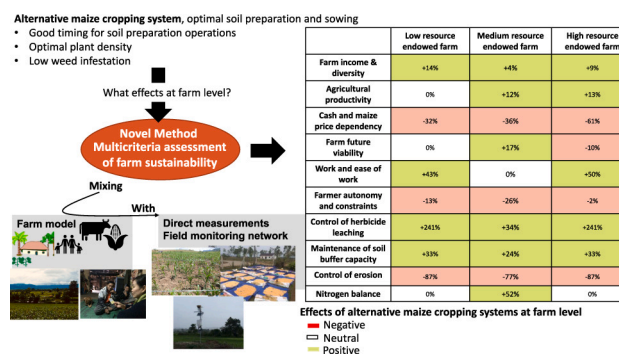 Alternative maize cropping system, optimal soil preparation and sowing
• Good timing for soil preparation operations
• Optimal plant density
• Low weed infestation
What effects at farm level?
Novel Method
Multicriteria assessment
of farm sustainability
Mixing
With
Farm model
Direct measurements
Field monitoring network
Low resource endowed farm Medium resource endowed farm High resource endowed farm
Farm income & diversity +14% +4% +9%
Agricultural productivity 0% +12% +13%
Cash and maize price dependency -32% -36% -61%
Farm future viability 0% +17% -10%
Work and ease of work +43% 0% +50%
Farmer autonomy and constraints -13% -26% -2%
Control of herbicide leaching +241% +34% +241%
Maintenance of soil buffer capacity +33% +24% +33%
Control of erosion -87% -77% -87%
Nitrogen balance 0% +52% 0%
Effects of alternative maize cropping systems at farm level
Negative
Neutral
Positive